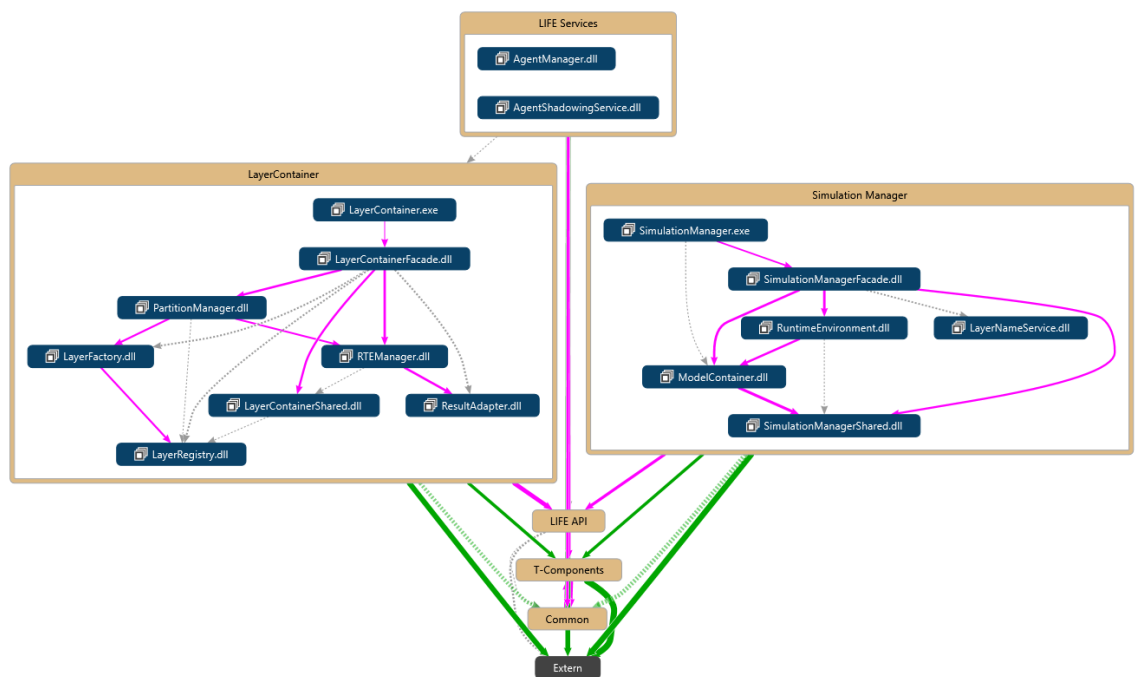 LIFE Services
AgentManager.dll
AgentShadowingService.dll
LayerContainer
LayerContainer.exe
LayerContainerFacade.dll
PartitionManager.dll
LayerFactory.dll
RTEManager.dll
LayerContainerShared.dll
ResultAdapter.dll
LayerRegistry.dll
Simulation Manager
SimulationManager.exe
SimulationManagerFacade.dll
RuntimeEnvironment.dll
LayerNameService.dll
ModelContainer.dll
SimulationManagerShared.dll
LIFE API
T-Components
Common
Extern